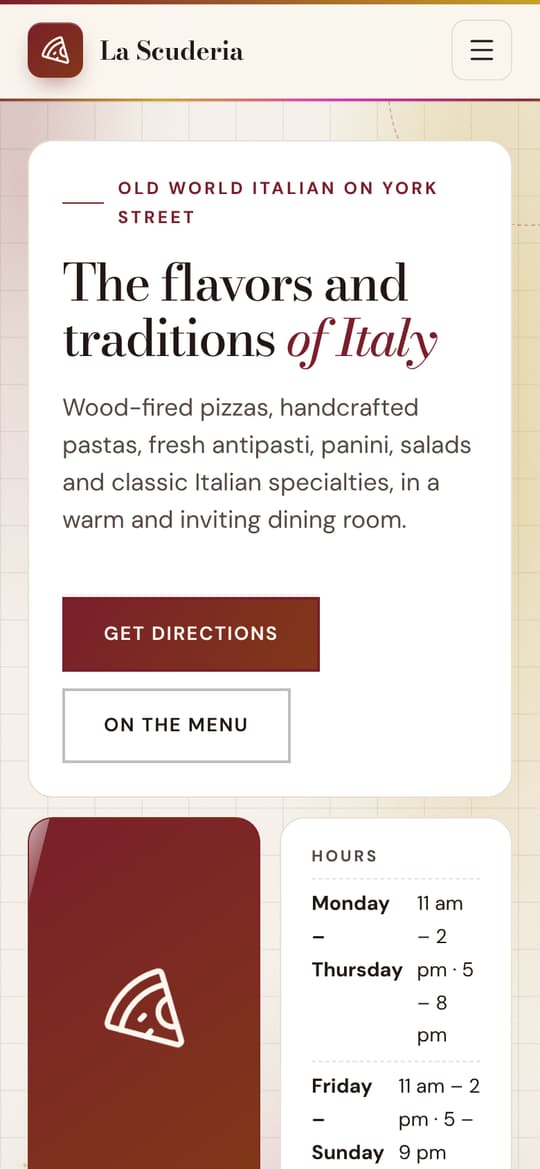 La Scuderia
OLD WORLD ITALIAN ON YORK
STREET
The flavors and
traditions of Italy
Wood-fired pizzas, handcrafted
pastas, fresh antipasti, panini, salads
and classic Italian specialties, in a
warm and inviting dining room.
GET DIRECTIONS
ON THE MENU
HOURS
Monday 11 am
– – 2
Thursday pm · 5
– 8
pm
Friday 11 am – 2
– pm · 5 –
Sunday 9 pm